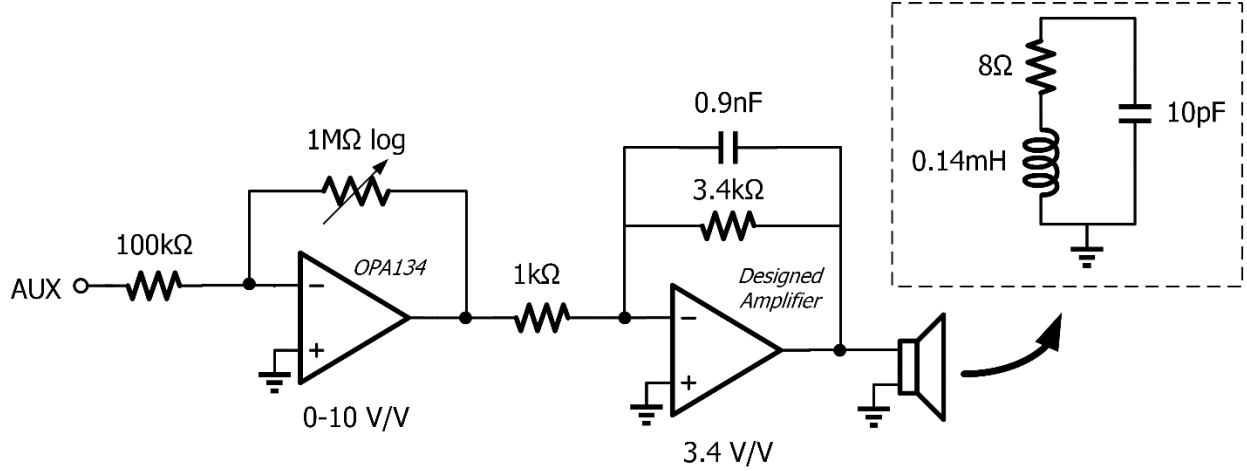 8Ω
10pF
0.14mH
0.9nF
1MΩ log
3.4kΩ
100kΩ
OPA134
1kΩ
Designed
Amplifier
AUX
−
+
−
+
0-10 V/V
3.4 V/V